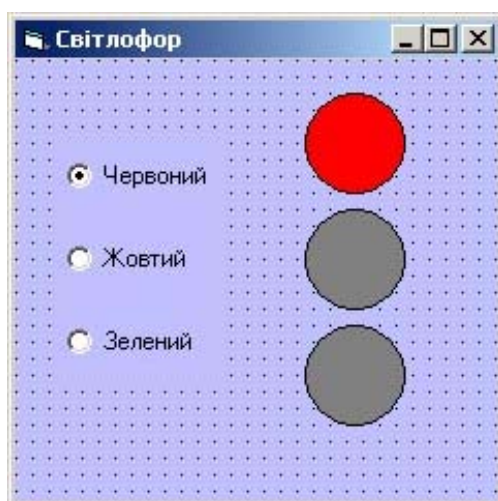 Світлофор
Червоний
Жовтий
Зелений